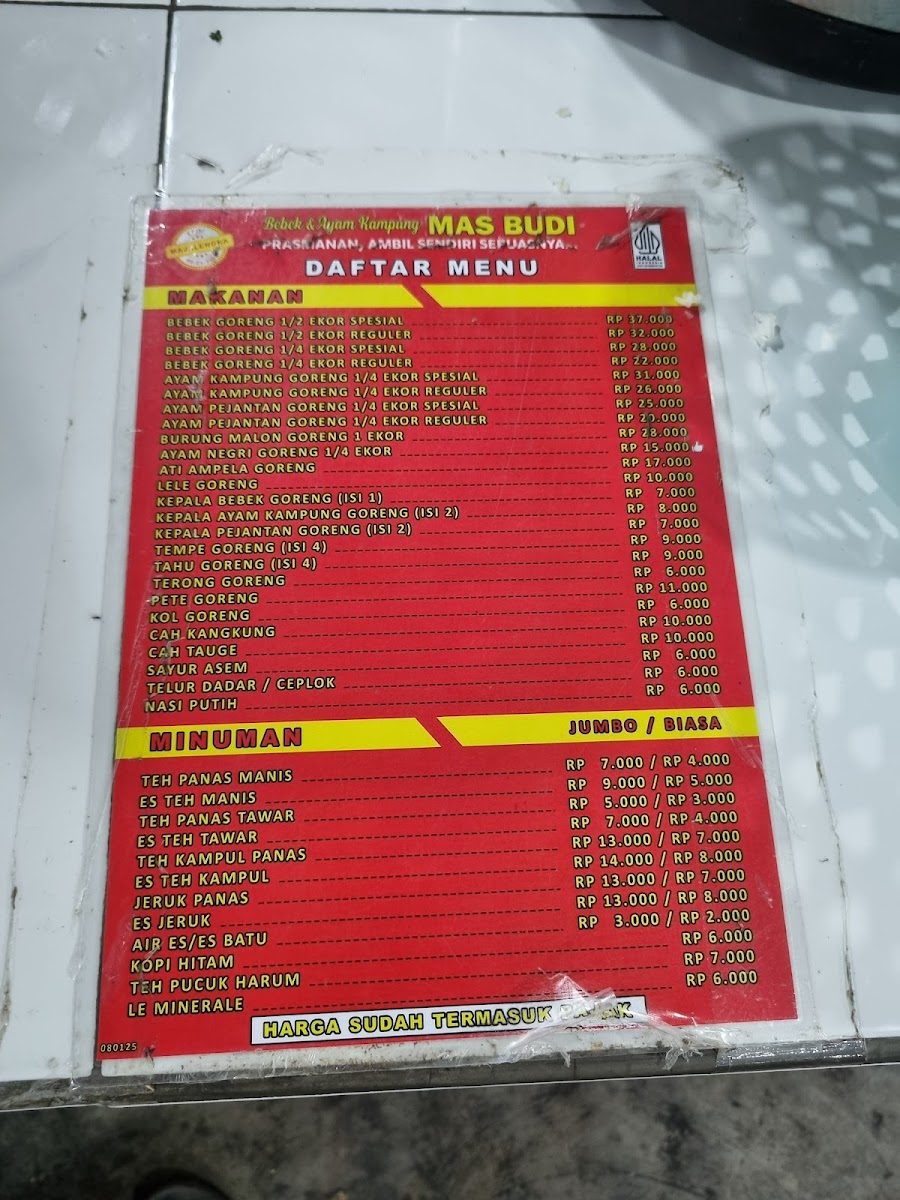 Bebek & Ayam Kampung MAS BUDI
PRASMANAN, AMBIL SENDIRI SEPUASNYA...
HALAL
INDONESIA
DAFTAR MENU
MAKANAN
BEBEK GORENG 1/2 EKOR SPESIAL RP 37.000
BEBEK GORENG 1/2 EKOR REGULER RP 32.000
BEBEK GORENG 1/4 EKOR SPESIAL RP 28.000
BEBEK GORENG 1/4 EKOR REGULER RP 22.000
AYAM KAMPUNG GORENG 1/4 EKOR SPESIAL RP 31.000
AYAM KAMPUNG GORENG 1/4 EKOR REGULER RP 26.000
AYAM PEJANTAN GORENG 1/4 EKOR SPESIAL RP 25.000
AYAM PEJANTAN GORENG 1/4 EKOR REGULER RP 20.000
BURUNG MALON GORENG 1 EKOR RP 28.000
AYAM NEGRI GORENG 1/4 EKOR RP 15.000
ATI AMPELA GORENG RP 17.000
LELE GORENG RP 10.000
KEPALA BEBEK GORENG (ISI 1) RP 7.000
KEPALA AYAM KAMPUNG GORENG (ISI 2) RP 8.000
KEPALA PEJANTAN GORENG (ISI 2) RP 7.000
TEMPE GORENG (ISI 4) RP 9.000
TAHU GORENG (ISI 4) RP 9.000
TERONG GORENG RP 6.000
PETE GORENG RP 11.000
KOL GORENG RP 6.000
CAH KANGKUNG RP 10.000
CAH TAUGE RP 10.000
SAYUR ASEM RP 6.000
TELUR DADAR / CEPLOK RP 6.000
NASI PUTIH RP 6.000
MINUMAN JUMBO / BIASA
TEH PANAS MANIS RP 7.000 / RP 4.000
ES TEH MANIS RP 9.000 / RP 5.000
TEH PANAS TAWAR RP 5.000 / RP 3.000
ES TEH TAWAR RP 7.000 / RP 4.000
TEH KAMPUL PANAS RP 13.000 / RP 7.000
ES TEH KAMPUL RP 14.000 / RP 8.000
JERUK PANAS RP 13.000 / RP 7.000
ES JERUK RP 13.000 / RP 8.000
AIR ES/ES BATU RP 3.000 / RP 2.000
KOPI HITAM RP 6.000
TEH PUCUK HARUM RP 7.000
LE MINERALE RP 6.000
HARGA SUDAH TERMASUK PAJAK
080125